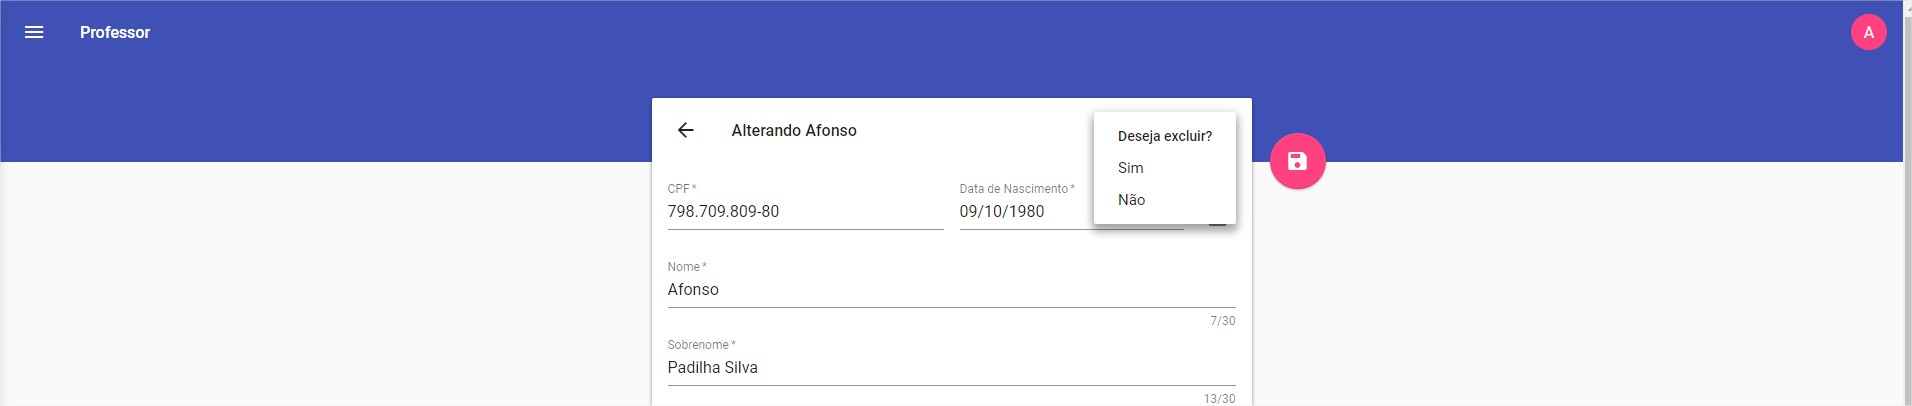 Professor
A
Alterando Afonso
Deseja excluir?
Sim
Não
CPF *
798.709.809-80
Data de Nascimento *
09/10/1980
Nome *
Afonso
7/30
Sobrenome *
Padilha Silva
13/30